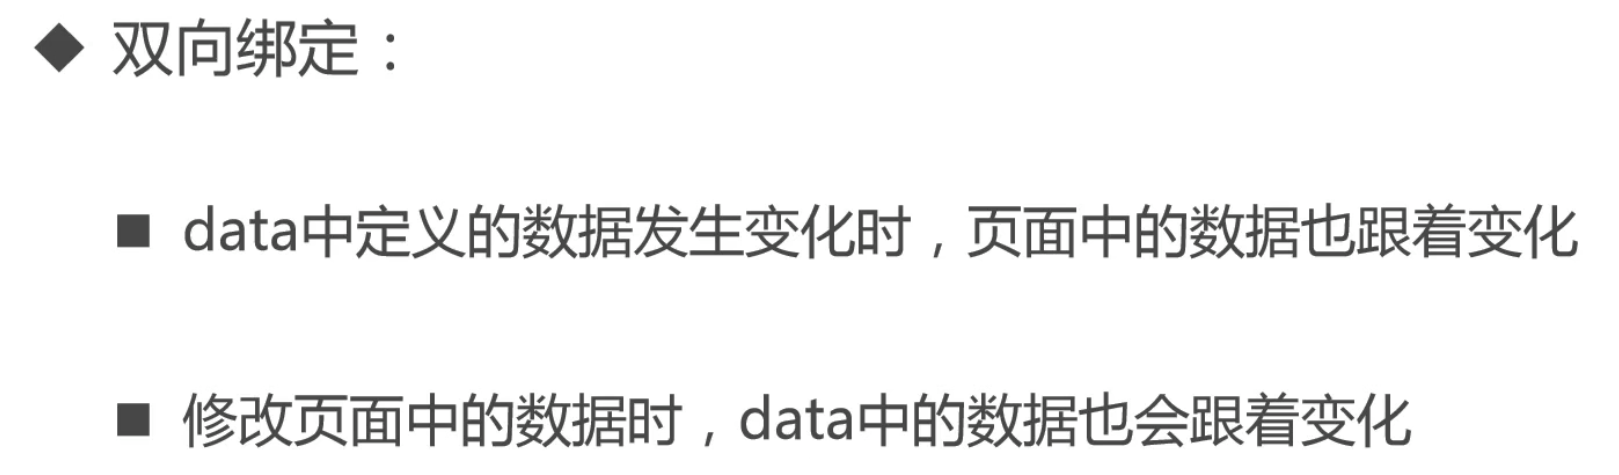 ◆ 双向绑定：
■ data中定义的数据发生变化时，页面中的数据也跟着变化
■ 修改页面中的数据时，data中的数据也会跟着变化